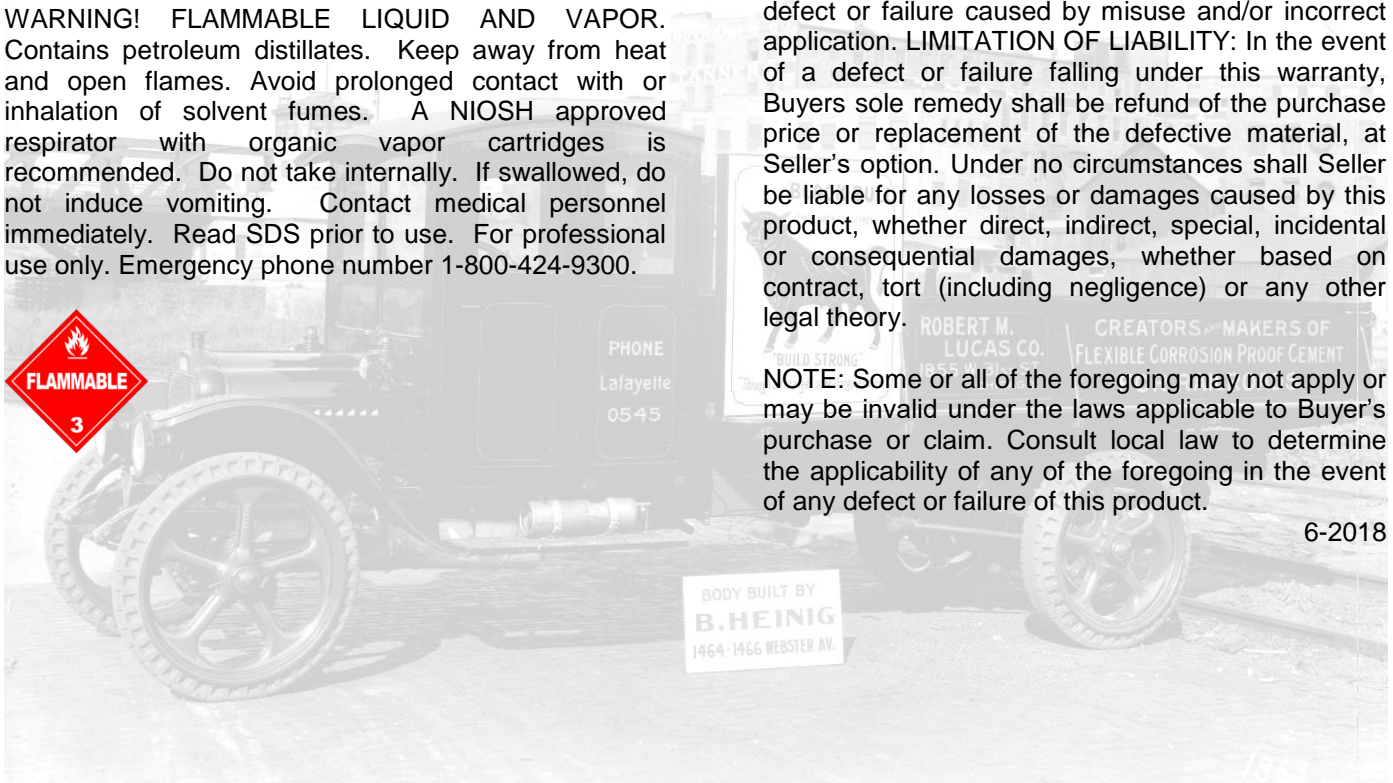 WARNING! FLAMMABLE LIQUID AND VAPOR.
Contains petroleum distillates. Keep away from heat
and open flames. Avoid prolonged contact with or
inhalation of solvent fumes. A NIOSH approved
respirator with organic vapor cartridges is
recommended. Do not take internally. If swallowed, do
not induce vomiting. Contact medical personnel
immediately. Read SDS prior to use. For professional
use only. Emergency phone number 1-800-424-9300.
FLAMMABLE
3
defect or failure caused by misuse and/or incorrect
application. LIMITATION OF LIABILITY: In the event
of a defect or failure falling under this warranty,
Buyers sole remedy shall be refund of the purchase
price or replacement of the defective material, at
Seller's option. Under no circumstances shall Seller
be liable for any losses or damages caused by this
product, whether direct, indirect, special, incidental
or consequential damages, whether based on
contract, tort (including negligence) or any other
legal theory.
NOTE: Some or all of the foregoing may not apply or
may be invalid under the laws applicable to Buyer's
purchase or claim. Consult local law to determine
the applicability of any of the foregoing in the event
of any defect or failure of this product.
6-2018
PHONE
Lafayette
0545
"BUILD STRONG"
ROBERT M.
LUCAS CO.
CREATORS AND MAKERS OF
FLEXIBLE CORROSION PROOF CEMENT
BODY BUILT BY
B. HEINIG
1464-1466 WEBSTER AV.